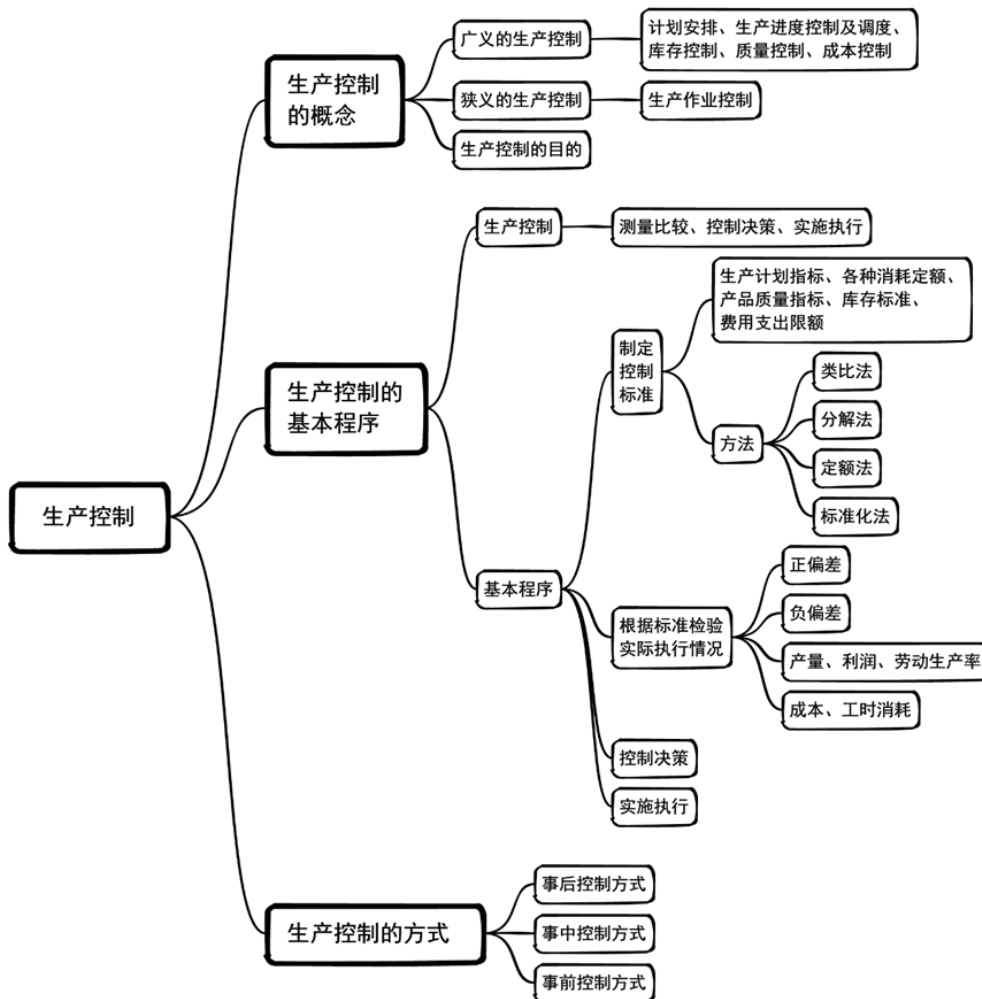 生产控制
生产控制
的概念
广义的生产控制
计划安排、生产进度控制及调度、
库存控制、质量控制、成本控制
狭义的生产控制
生产作业控制
生产控制的目的
生产控制的
基本程序
生产控制
测量比较、控制决策、实施执行
基本程序
制定
控制
标准
生产计划指标、各种消耗定额、
产品质量指标、库存标准、
费用支出限额
方法
类比法
分解法
定额法
标准化法
根据标准检验
实际执行情况
正偏差
负偏差
产量、利润、劳动生产率
成本、工时消耗
控制决策
实施执行
生产控制的方式
事后控制方式
事中控制方式
事前控制方式